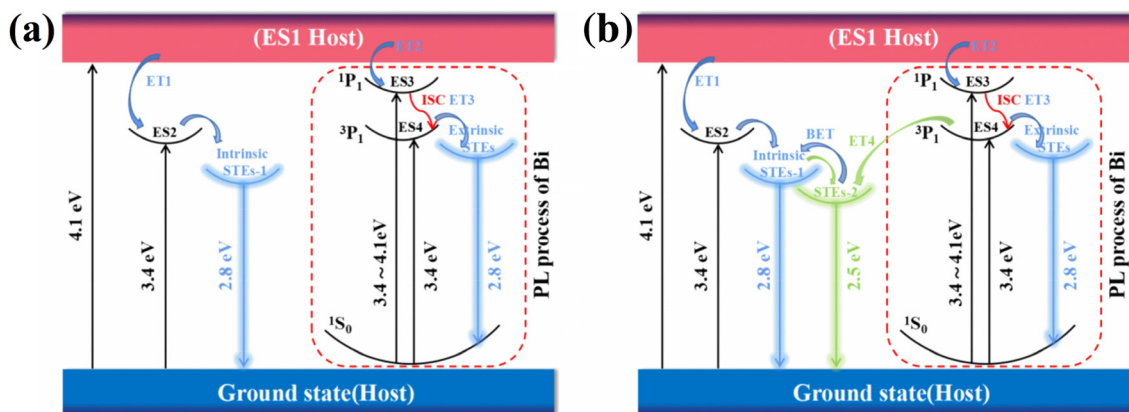 (a)
(ES1 Host)
ET1
ET2
¹P₁
ES3
ISC ET3
ES2
³P₁
ES4
Extrinsic
STEs
Intrinsic
STEs-1
4.1 eV
3.4 eV
2.8 eV
3.4~4.1eV
3.4 eV
2.8 eV
PL process of Bi
¹S₀
Ground state(Host)
(b)
(ES1 Host)
ET1
¹P₁
ES3
ISC ET3
ES2
BET
ET4
³P₁
ES4
Extrinsic
STEs
Intrinsic
STEs-1
STEs-2
4.1 eV
3.4 eV
2.8 eV
2.5 eV
3.4~4.1eV
3.4 eV
2.8 eV
PL process of Bi
¹S₀
Ground state(Host)